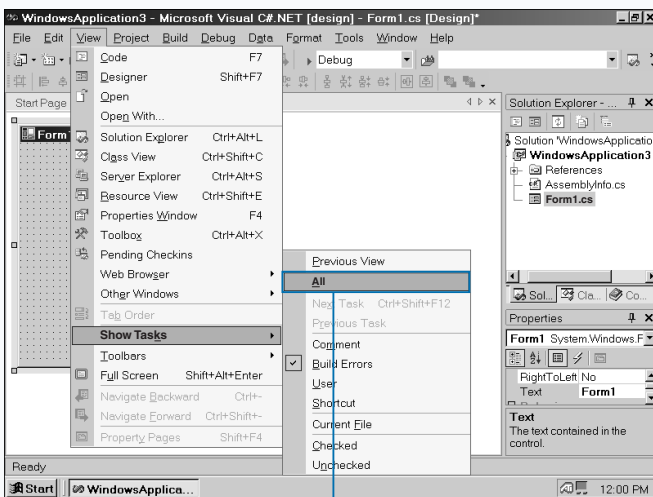 WindowsApplication3 - Microsoft Visual C#.NET [design] - Form1.cs [Design]*
File Edit View Project Build Debug Data Format Tools Window Help
Debug
Start Page
Form
Code F7
Designer Shift+F7
Open
Open With...
Solution Explorer Ctrl+Alt+L
Class View Ctrl+Shift+C
Server Explorer Ctrl+Alt+S
Resource View Ctrl+Shift+E
Properties Window F4
Toolbox Ctrl+Alt+X
Pending Checkins
Web Browser
Other Windows
Tab Order
Show Tasks
Toolbars
Full Screen Shift+Alt+Enter
Navigate Backward Ctrl+-
Navigate Forward Ctrl+Shift+-
Property Pages Shift+F4
Previous View
All
Next Task Ctrl+Shift+F12
Previous Task
Comment
Build Errors
User
Shortcut
Current File
Checked
Unchecked
Solution Explorer - ...
Solution 'WindowsApplicatio
WindowsApplication3
References
AssemblyInfo.cs
Form1.cs
Sol... Cla... Co...
Properties
Form1 System.Windows.F
RightToLeft No
Text Form1
Text
The text contained in the
control.
Ready
Start WindowsApplica... 12:00 PM